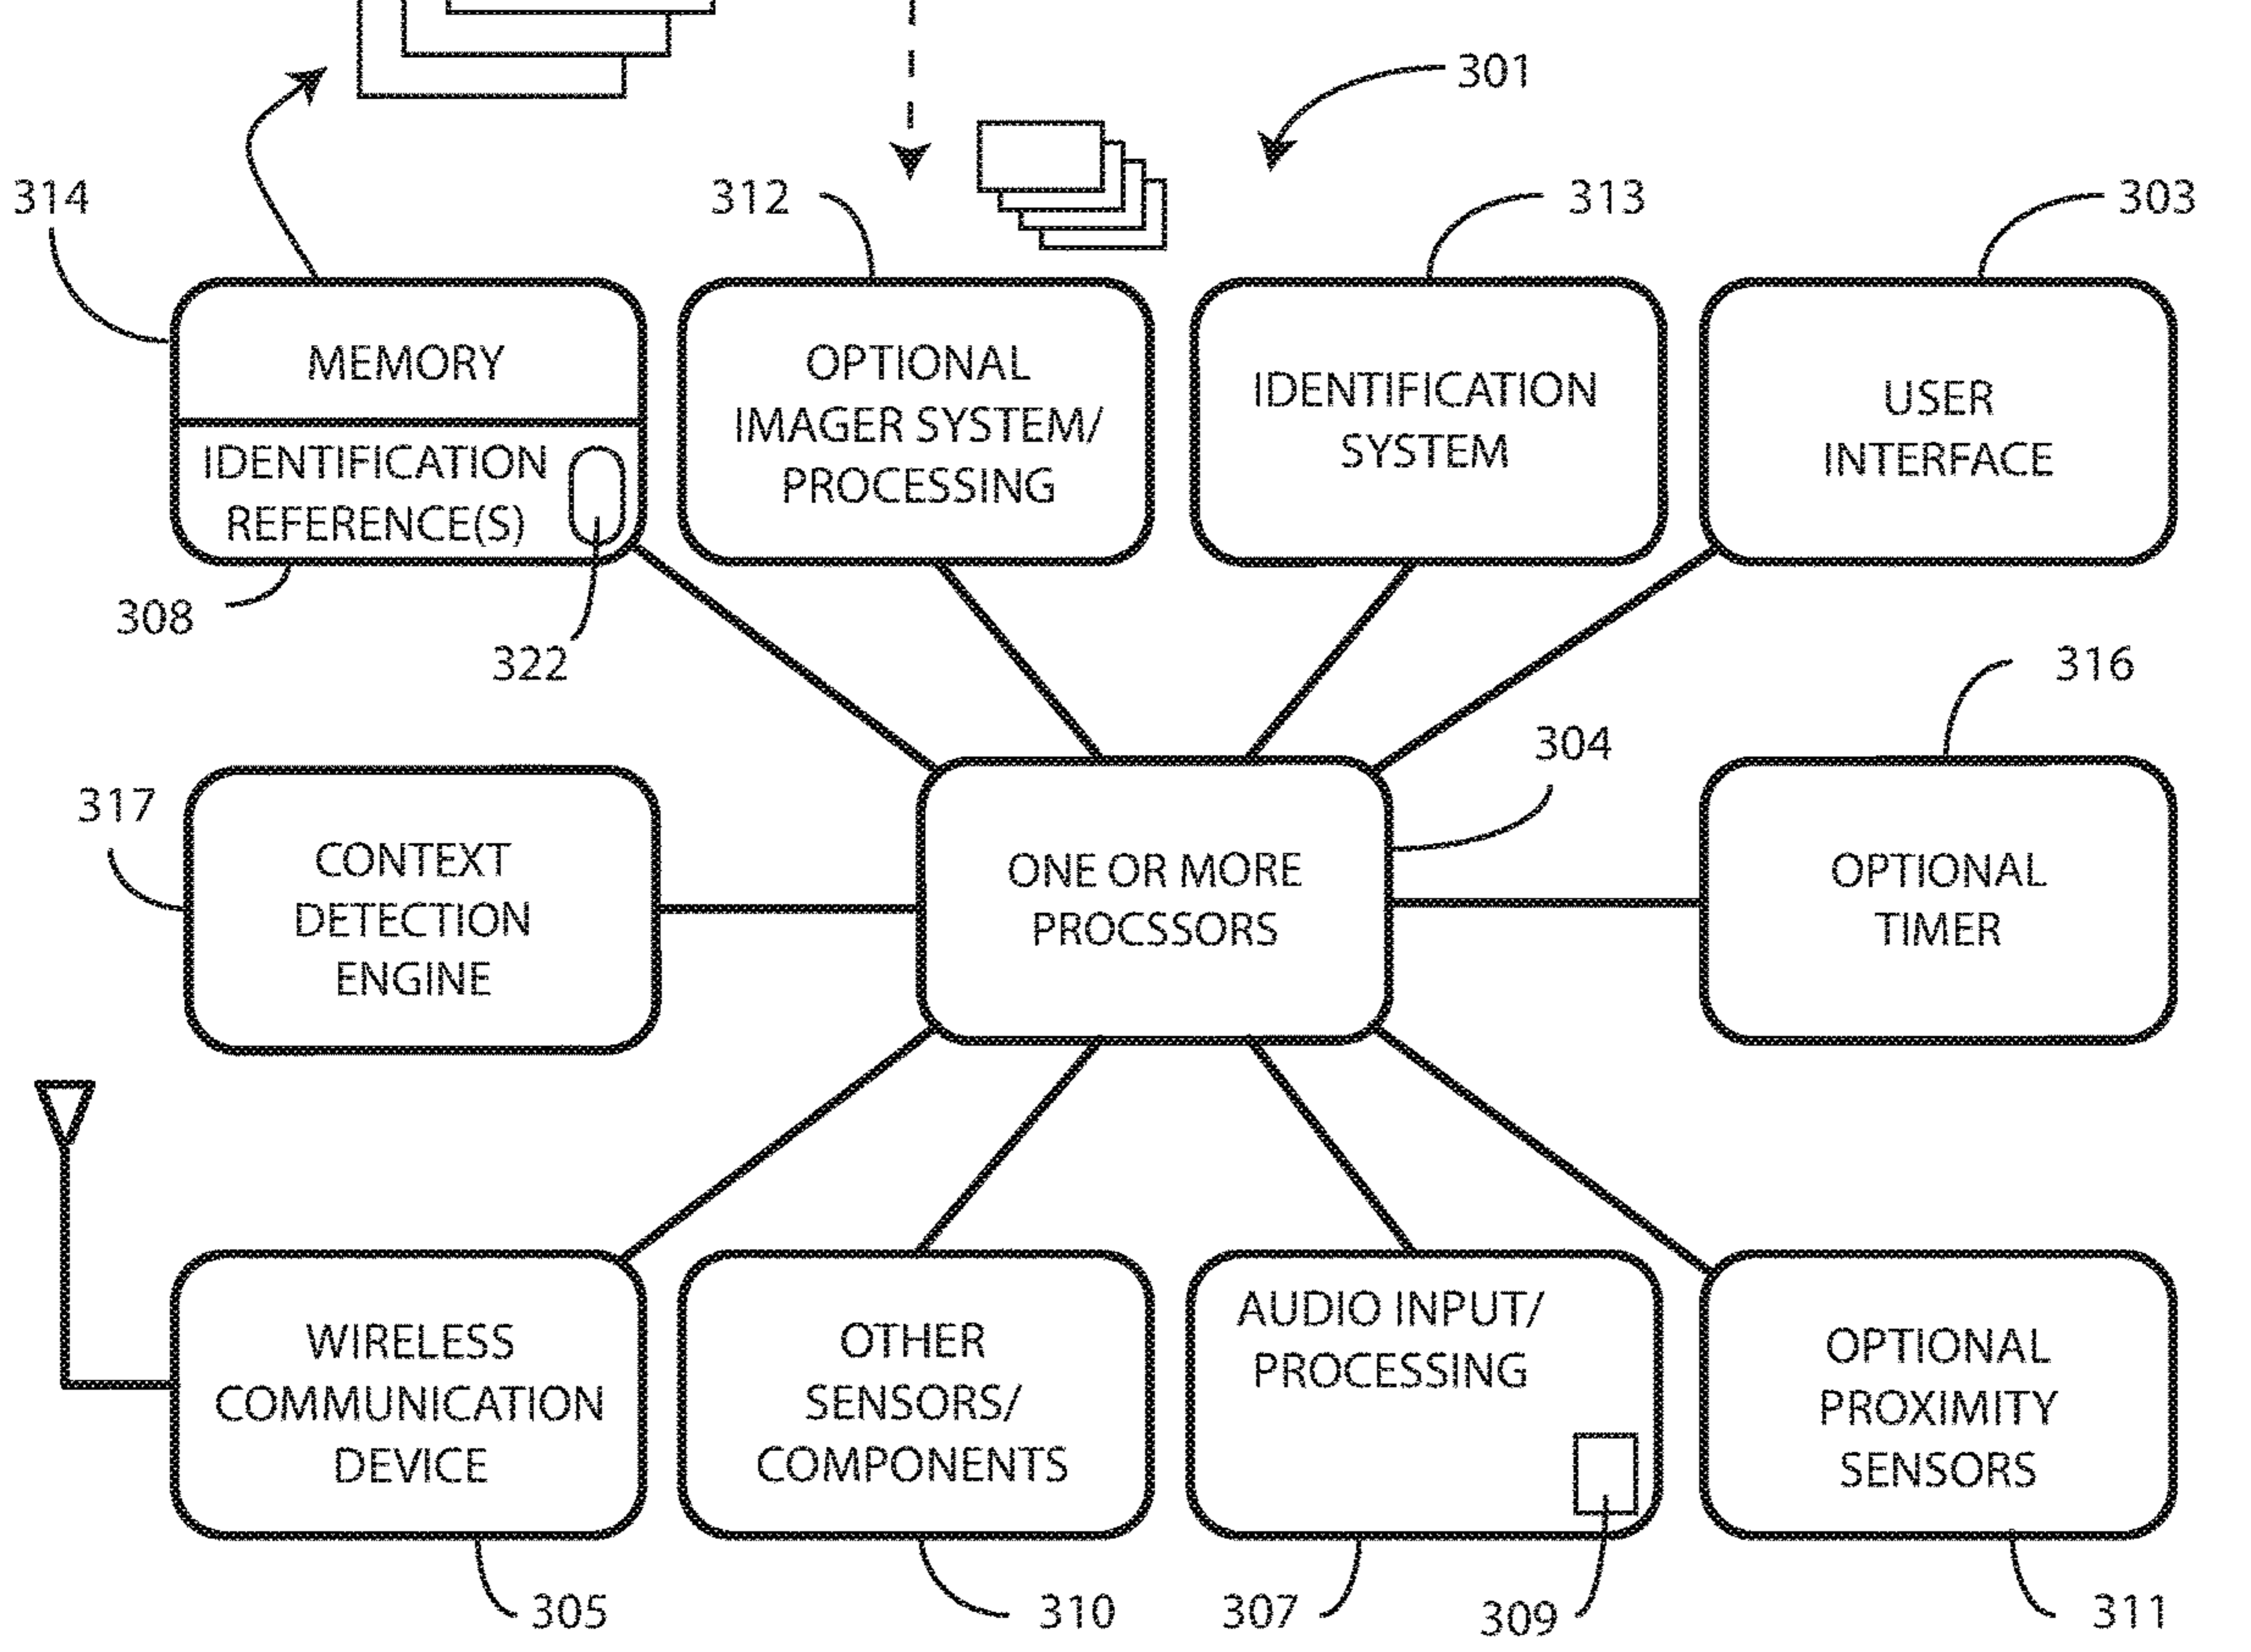 301
314
312
313
303
MEMORY
IDENTIFICATION
REFERENCE(S)
OPTIONAL
IMAGER SYSTEM/
PROCESSING
IDENTIFICATION
SYSTEM
USER
INTERFACE
308
322
316
304
317
CONTEXT
DETECTION
ENGINE
ONE OR MORE
PROCSSORS
OPTIONAL
TIMER
WIRELESS
COMMUNICATION
DEVICE
OTHER
SENSORS/
COMPONENTS
AUDIO INPUT/
PROCESSING
OPTIONAL
PROXIMITY
SENSORS
305
310
307
309
311